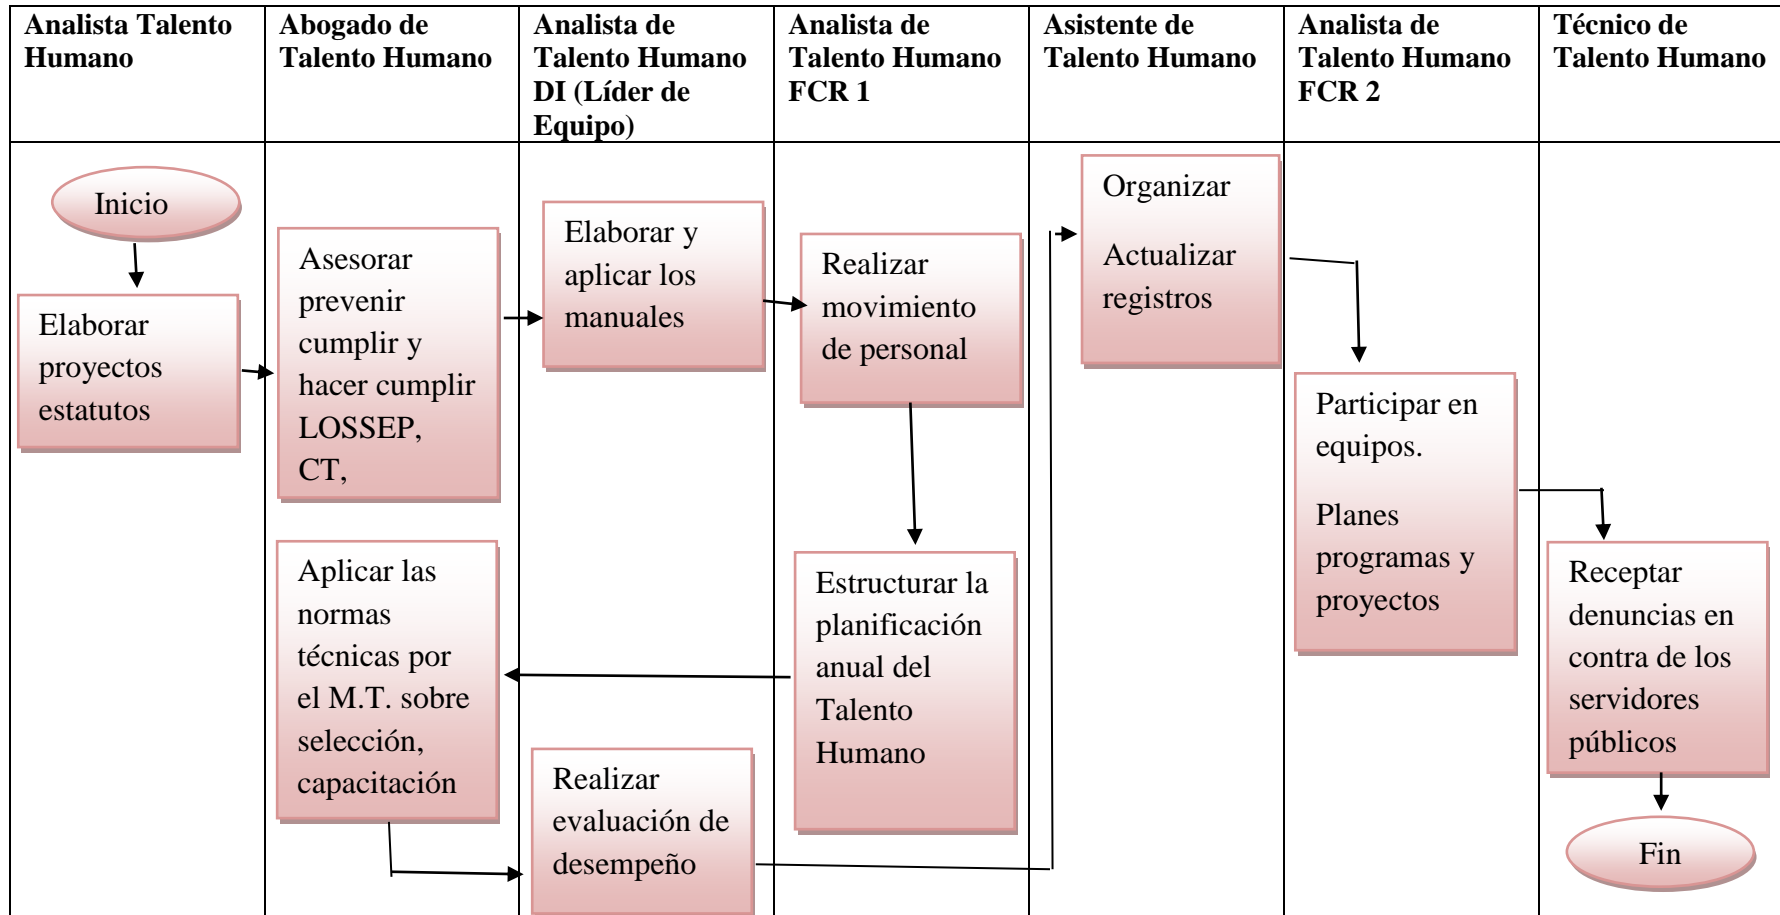 Analista Talento
Humano
Abogado de
Talento Humano
Analista de
Talento Humano
DI (Líder de
Equipo)
Analista de
Talento Humano
FCR 1
Asistente de
Talento Humano
Analista de
Talento Humano
FCR 2
Técnico de
Talento Humano
Inicio
Elaborar
proyectos
estatutos
Asesorar
prevenir
cumplir y
hacer cumplir
LOSSEP,
CT,
Elaborar y
aplicar los
manuales
Realizar
movimiento
de personal
Estructurar la
planificación
anual del
Talento
Humano
Aplicar las
normas
técnicas por
el M.T. sobre
selección,
capacitación
Realizar
evaluación de
desempeño
Organizar
Actualizar
registros
Participar en
equipos.
Planes
programas y
proyectos
Receptar
denuncias en
contra de los
servidores
públicos
Fin